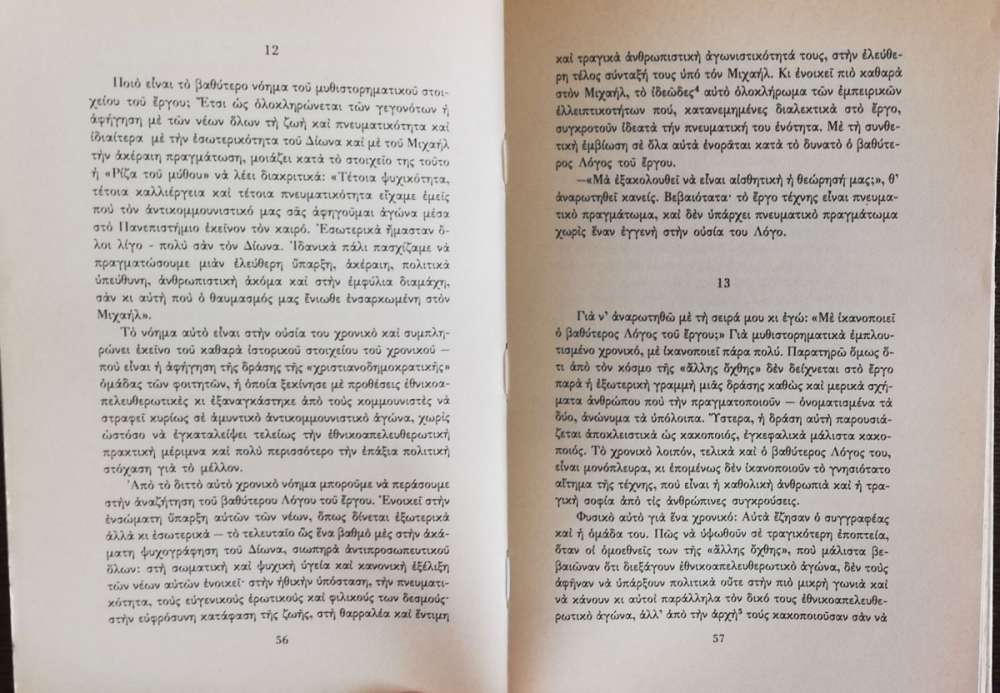 12
Ποιὸ εἶναι τὸ βαθύτερο νόημα τοῦ μυθιστορηματικοῦ στοι-
χείου τοῦ ἔργου; Ἔτσι ὡς ὁλοκληρώνεται τῶν γεγονότων ἡ
ἀφήγηση μὲ τῶν νέων ὅλων τὴ ζωὴ καὶ πνευματικότητα καὶ
ἰδιαίτερα μὲ τὴν ἐσωτερικότητα τοῦ Δίωνα καὶ μὲ τοῦ Μιχαὴλ
τὴν ἀκέραιη πραγμάτωση, μοιάζει κατὰ τὸ στοιχεῖο της τοῦτο
ἡ «Ρίζα τοῦ μύθου» νὰ λέει διακριτικά: «Τέτοια ψυχικότητα,
τέτοια καλλιέργεια καὶ τέτοια πνευματικότητα εἴχαμε ἐμεῖς
ποὺ τὸν ἀντικομμουνιστικό μας σᾶς ἀφηγοῦμαι ἀγώνα μέσα
στὸ Πανεπιστήμιο ἐκεῖνον τὸν καιρό. Ἐσωτερικὰ ἤμασταν ὅ-
λοι λίγο - πολὺ σὰν τὸν Δίωνα. Ἰδανικὰ πάλι πασχίζαμε νὰ
πραγματώσουμε μιὰν ἐλεύθερη ὕπαρξη, ἀκέραιη, πολιτικὰ
ὑπεύθυνη, ἀνθρωπιστικὴ ἀκόμα καὶ στὴν ἐμφύλια διαμάχη,
σὰν κι αὐτὴ ποὺ ὁ θαυμασμός μας ἔνιωθε ἐνσαρκωμένη στὸν
Μιχαήλ».
Τὸ νόημα αὐτὸ εἶναι στὴν οὐσία του χρονικὸ καὶ συμπλη-
ρώνει ἐκεῖνο τοῦ καθαρὰ ἱστορικοῦ στοιχείου τοῦ χρονικοῦ —
ποὺ εἶναι ἡ ἀφήγηση τῆς δράσης τῆς «χριστιανοδημοκρατικῆς»
ὁμάδας τῶν φοιτητῶν, ἡ ὁποία ξεκίνησε μὲ προθέσεις ἐθνικοα-
πελευθερωτικὲς κι ἐξαναγκάστηκε ἀπὸ τοὺς κομμουνιστὲς νὰ
στραφεῖ κυρίως σὲ ἀμυντικὸ ἀντικομμουνιστικὸ ἀγώνα, χωρὶς
ὡστόσο νὰ ἐγκαταλείψει τελείως τὴν ἐθνικοαπελευθερωτικὴ
πρακτικὴ μέριμνα καὶ πολὺ περισσότερο τὴν ἐπάξια πολιτικὴ
στόχαση γιὰ τὸ μέλλον.
Ἀπὸ τὸ διττὸ αὐτὸ χρονικὸ νόημα μποροῦμε νὰ περάσουμε
στὴν ἀναζήτηση τοῦ βαθύτερου Λόγου τοῦ ἔργου. Ἐνοικεῖ στὴν
ἐνσώματη ὕπαρξη αὐτῶν τῶν νέων, ὅπως δίνεται ἐξωτερικὰ
ἀλλὰ κι ἐσωτερικὰ — τὸ τελευταῖο ὣς ἕνα βαθμὸ μὲς στὴν ἀκά-
ματη ψυχογράφηση τοῦ Δίωνα, σιωπηρὰ ἀντιπροσωπευτικοῦ
ὅλων: στὴ σωματικὴ καὶ ψυχικὴ ὑγεία καὶ κανονικὴ ἐξέλιξη
τῶν νέων αὐτῶν ἐνοικεῖ· στὴν ἠθικὴν ὑπόσταση, τὴν πνευματι-
κότητα, τοὺς εὐγενικοὺς ἐρωτικοὺς καὶ φιλικούς των δεσμούς·
στὴν εὐφρόσυνη κατάφαση τῆς ζωῆς, στὴ θαρραλέα καὶ ἔντιμη
56
καὶ τραγικὰ ἀνθρωπιστικὴ ἀγωνιστικότητά τους, στὴν ἐλεύθε-
ρη τέλος σύνταξή τους ὑπὸ τὸν Μιχαήλ. Κι ἐνοικεῖ πιὸ καθαρὰ
στὸν Μιχαήλ, τὸ ἰδεῶδες⁴ αὐτὸ ὁλοκλήρωμα τῶν ἐμπειρικῶν
ἐλλειπτικοτήτων πού, κατανεμημένες διαλεκτικὰ στὸ ἔργο,
συγκροτοῦν ἰδεατὰ τὴν πνευματική του ἑνότητα. Μὲ τὴ συνθε-
τικὴ ἐμβίωση σὲ ὅλα αὐτὰ ἐνορᾶται κατὰ τὸ δυνατὸ ὁ βαθύτε-
ρος Λόγος τοῦ ἔργου.
—«Μὰ ἐξακολουθεῖ νὰ εἶναι αἰσθητικὴ ἡ θεώρησή μας;», θ'
ἀναρωτηθεῖ κανείς. Βεβαιότατα· τὸ ἔργο τέχνης εἶναι πνευμα-
τικὸ πραγμάτωμα, καὶ δὲν ὑπάρχει πνευματικὸ πραγμάτωμα
χωρὶς ἕναν ἐγγενῆ στὴν οὐσία του Λόγο.
13
Γιὰ ν' ἀναρωτηθῶ μὲ τὴ σειρά μου κι ἐγώ: «Μὲ ἱκανοποιεῖ
ὁ βαθύτερος Λόγος τοῦ ἔργου;» Γιὰ μυθιστορηματικὰ ἐμπλου-
τισμένο χρονικό, μὲ ἱκανοποιεῖ πάρα πολύ. Παρατηρῶ ὅμως ὅ-
τι ἀπὸ τὸν κόσμο τῆς «ἄλλης ὄχθης» δὲν δείχνεται στὸ ἔργο
παρὰ ἡ ἐξωτερικὴ γραμμὴ μιᾶς δράσης καθὼς καὶ μερικὰ σχή-
ματα ἀνθρώπου ποὺ τὴν πραγματοποιοῦν — ὀνοματισμένα τὰ
δύο, ἀνώνυμα τὰ ὑπόλοιπα. Ὕστερα, ἡ δράση αὐτὴ παρουσιά-
ζεται ἀποκλειστικὰ ὡς κακοποιός, ἐγκεφαλικὰ μάλιστα κακο-
ποιός. Τὸ χρονικὸ λοιπόν, τελικὰ καὶ ὁ βαθύτερος Λόγος του,
εἶναι μονόπλευρα, κι ἑπομένως δὲν ἱκανοποιοῦν τὸ γνησιότατο
αἴτημα τῆς τέχνης, ποὺ εἶναι ἡ καθολικὴ ἀνθρωπιὰ καὶ ἡ τρα-
γικὴ σοφία ἀπὸ τὶς ἀνθρώπινες συγκρούσεις.
Φυσικὸ αὐτὸ γιὰ ἕνα χρονικό: Αὐτὰ ἔζησαν ὁ συγγραφέας
καὶ ἡ ὁμάδα του. Πῶς νὰ ὑψωθοῦν σὲ τραγικότερη ἐποπτεία,
ὅταν οἱ ὁμοεθνεῖς των τῆς «ἄλλης ὄχθης», ποὺ μάλιστα βε-
βαίωναν ὅτι διεξάγουν ἐθνικοαπελευθερωτικὸ ἀγώνα, δὲν τοὺς
ἀφῆναν νὰ ὑπάρξουν πολιτικὰ οὔτε στὴν πιὸ μικρὴ γωνιὰ καὶ
νὰ κάνουν κι αὐτοὶ παράλληλα τὸν δικό τους ἐθνικοαπελευθε-
ρωτικὸ ἀγώνα, ἀλλ' ἀπὸ τὴν ἀρχὴ⁵ τοὺς κακοποιοῦσαν σὰν νὰ
57